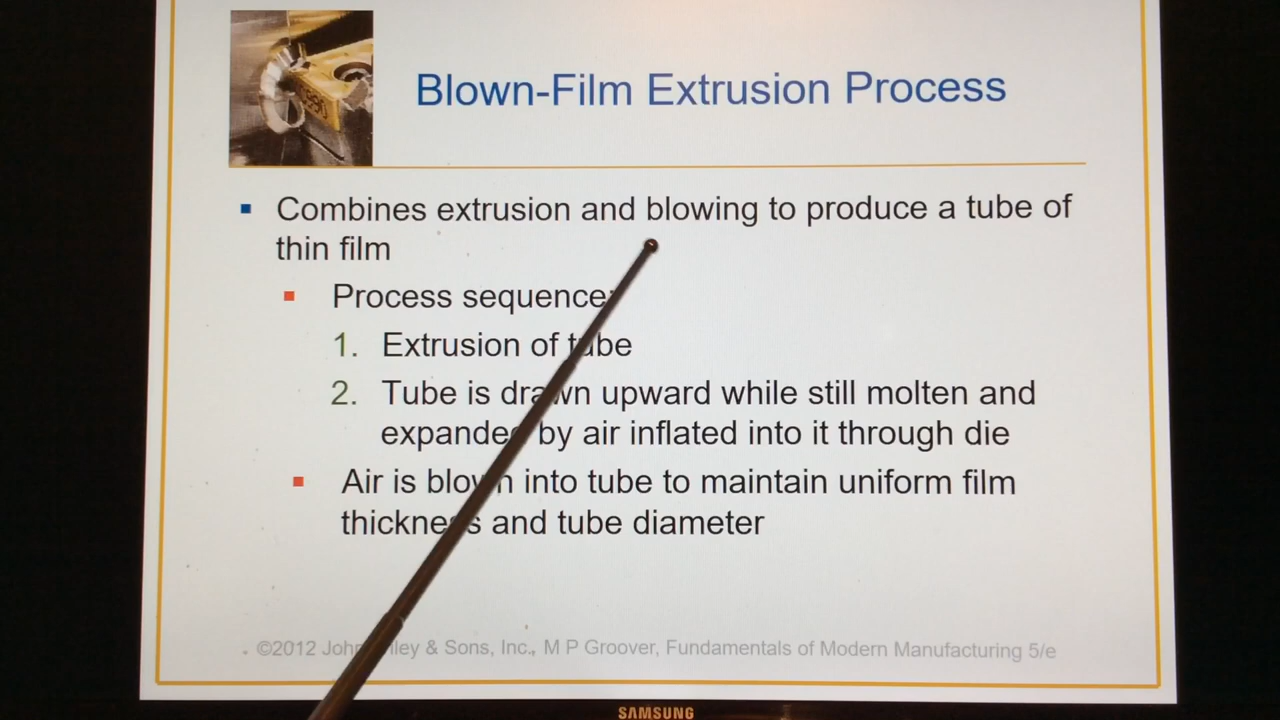 Blown-Film Extrusion Process
Combines extrusion and blowing to produce a tube of
thin film
Process sequence:
1. Extrusion of tube
2. Tube is drawn upward while still molten and
expanded by air inflated into it through die
Air is blown into tube to maintain uniform film
thickness and tube diameter
©2012 John Wiley & Sons, Inc., M P Groover, Fundamentals of Modern Manufacturing 5/e
SAMSUNG